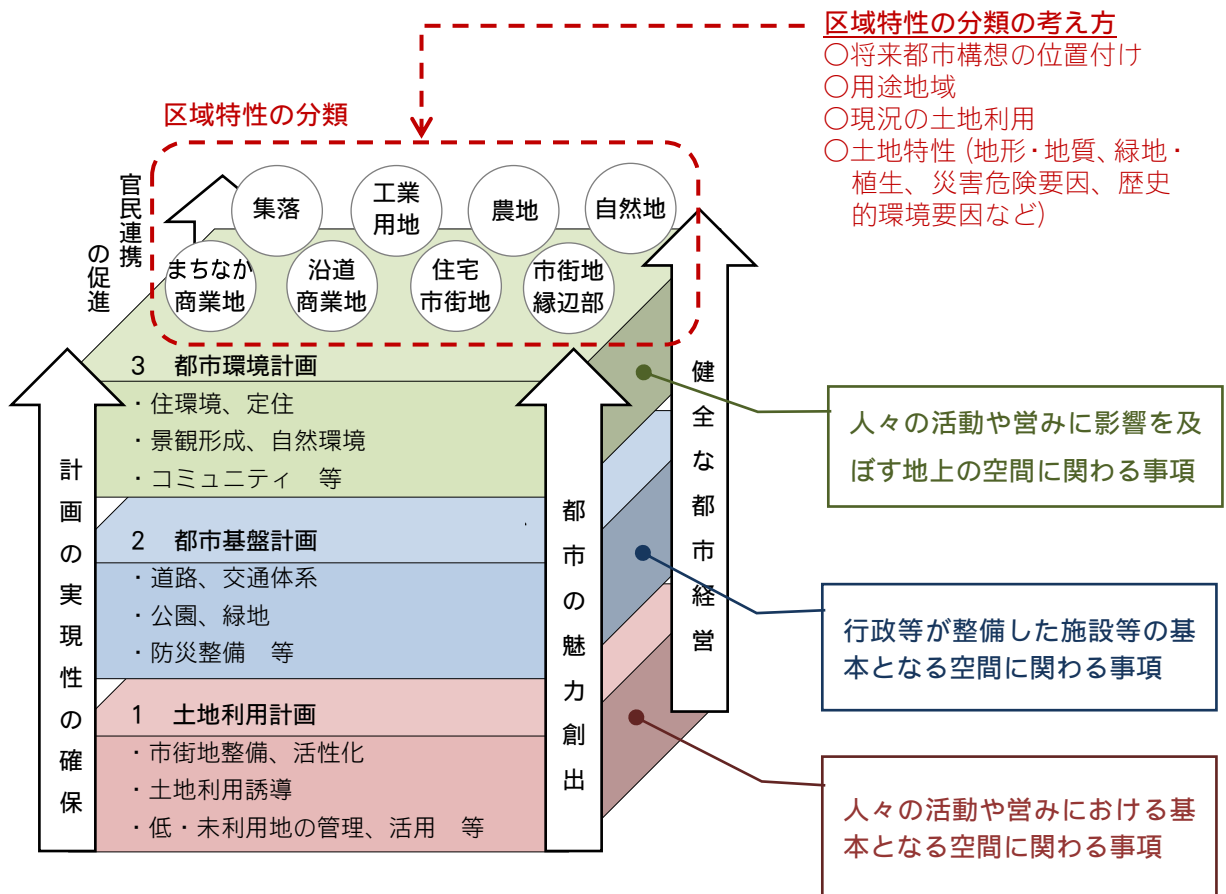 区域特性の分類の考え方
○将来都市構想の位置付け
○用途地域
○現況の土地利用
○土地特性（地形・地質、緑地・
植生、災害危険要因、歴史
的環境要因など）
区域特性の分類
官民連携
の促進
集落
工業
用地
農地
自然地
まちなか
商業地
沿道
商業地
住宅
市街地
市街地
縁辺部
計画の実現性の確保
都市の魅力創出
健全な都市経営
3 都市環境計画
・住環境、定住
・景観形成、自然環境
・コミュニティ　等
人々の活動や営みに影響を及
ぼす地上の空間に関わる事項
2 都市基盤計画
・道路、交通体系
・公園、緑地
・防災整備　等
行政等が整備した施設等の基
本となる空間に関わる事項
1 土地利用計画
・市街地整備、活性化
・土地利用誘導
・低・未利用地の管理、活用　等
人々の活動や営みにおける基
本となる空間に関わる事項